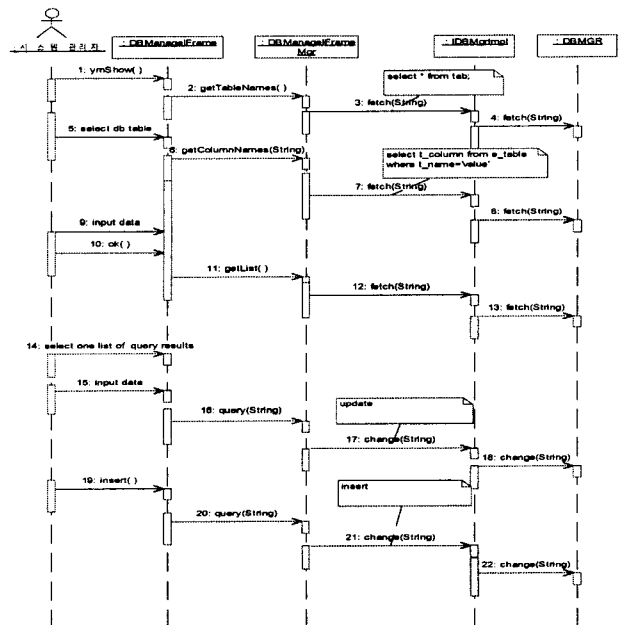 : 시 스템 관리자
: DBManagerFrame
: DBManagerFrame
Mgr
: IDBMgrImpl
: DBMGR
1: ymShow( )
select * from tab;
2: getTableNames( )
3: fetch(String)
4: fetch(String)
5: select db table
6: getColumnNames(String)
select t_column from e_table
where t_name='value'
7: fetch(String)
8: fetch(String)
9: input data
10: ok( )
11: getList( )
12: fetch(String)
13: fetch(String)
14: select one list of query results
15: input data
16: query(String)
update
17: change(String)
18: change(String)
19: insert( )
insert
20: query(String)
21: change(String)
22: change(String)